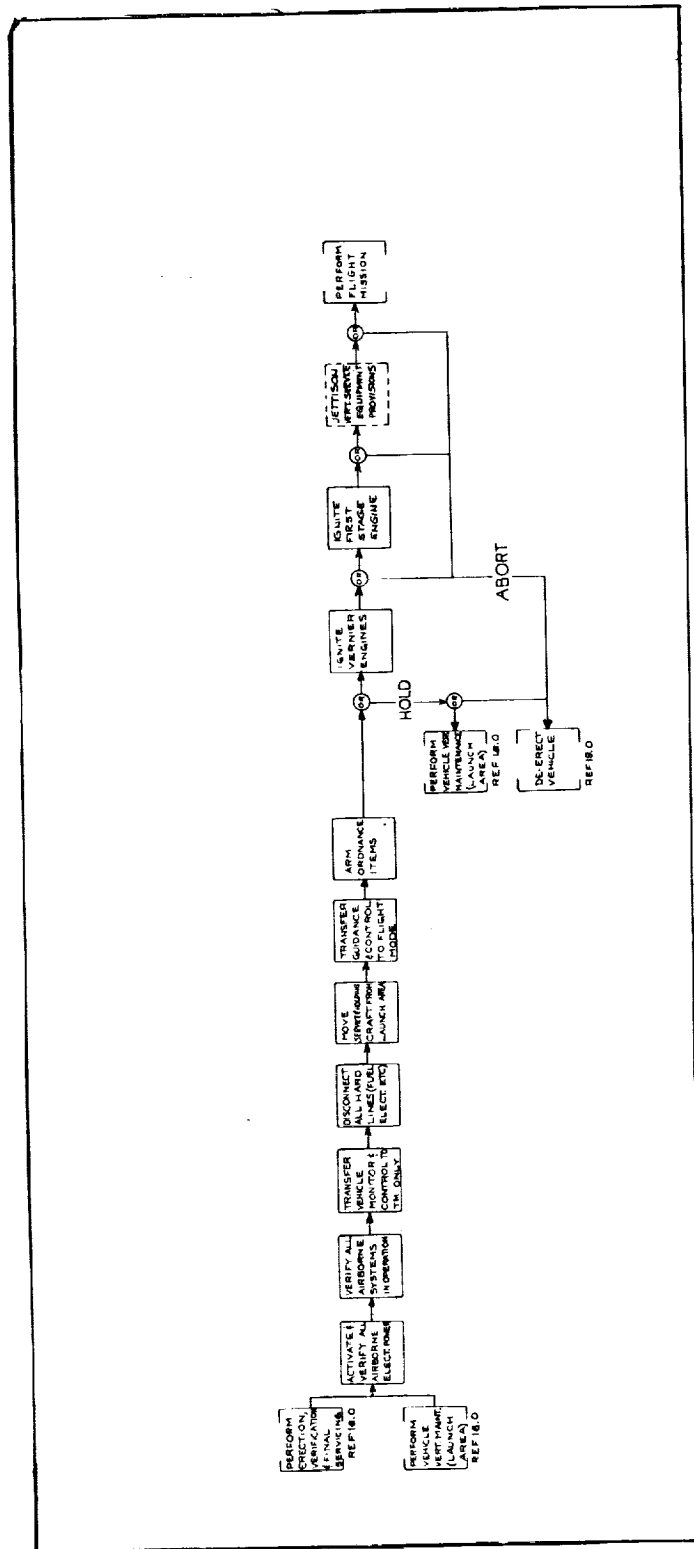 PERFORM
ERECTION,
VERIFICATION
& FINAL
SERVICING
REF 18.0
PERFORM
VEHICLE
VERT MAINT.
(LAUNCH
AREA)
REF 18.0
ACTIVATE &
VERIFY ALL
AIRBORNE
ELECT. POWER
VERIFY ALL
AIRBORNE
SYSTEMS
IN OPERATION
TRANSFER
VEHICLE
MONITOR &
CONTROL TO
TM ONLY
DISCONNECT
ALL HARD
LINES (FUEL
ELECT. ETC)
MOVE
CRAFT FROM
LAUNCH AREA
TRANSFER
GUIDANCE
& CONTROL
TO FLIGHT
MODE
ARM
ORDNANCE
ITEMS
OR
HOLD
OR
PERFORM
VEHICLE VERT
MAINTENANCE
(LAUNCH
AREA)
REF 18.0
DE-ERECT
VEHICLE
REF 18.0
IGNITE
VERNIER
ENGINES
OR
ABORT
IGNITE
FIRST
STAGE
ENGINE
OR
JETTISON
VERT. SERVICE
EQUIPMENT
PROVISIONS
OR
PERFORM
FLIGHT
MISSION